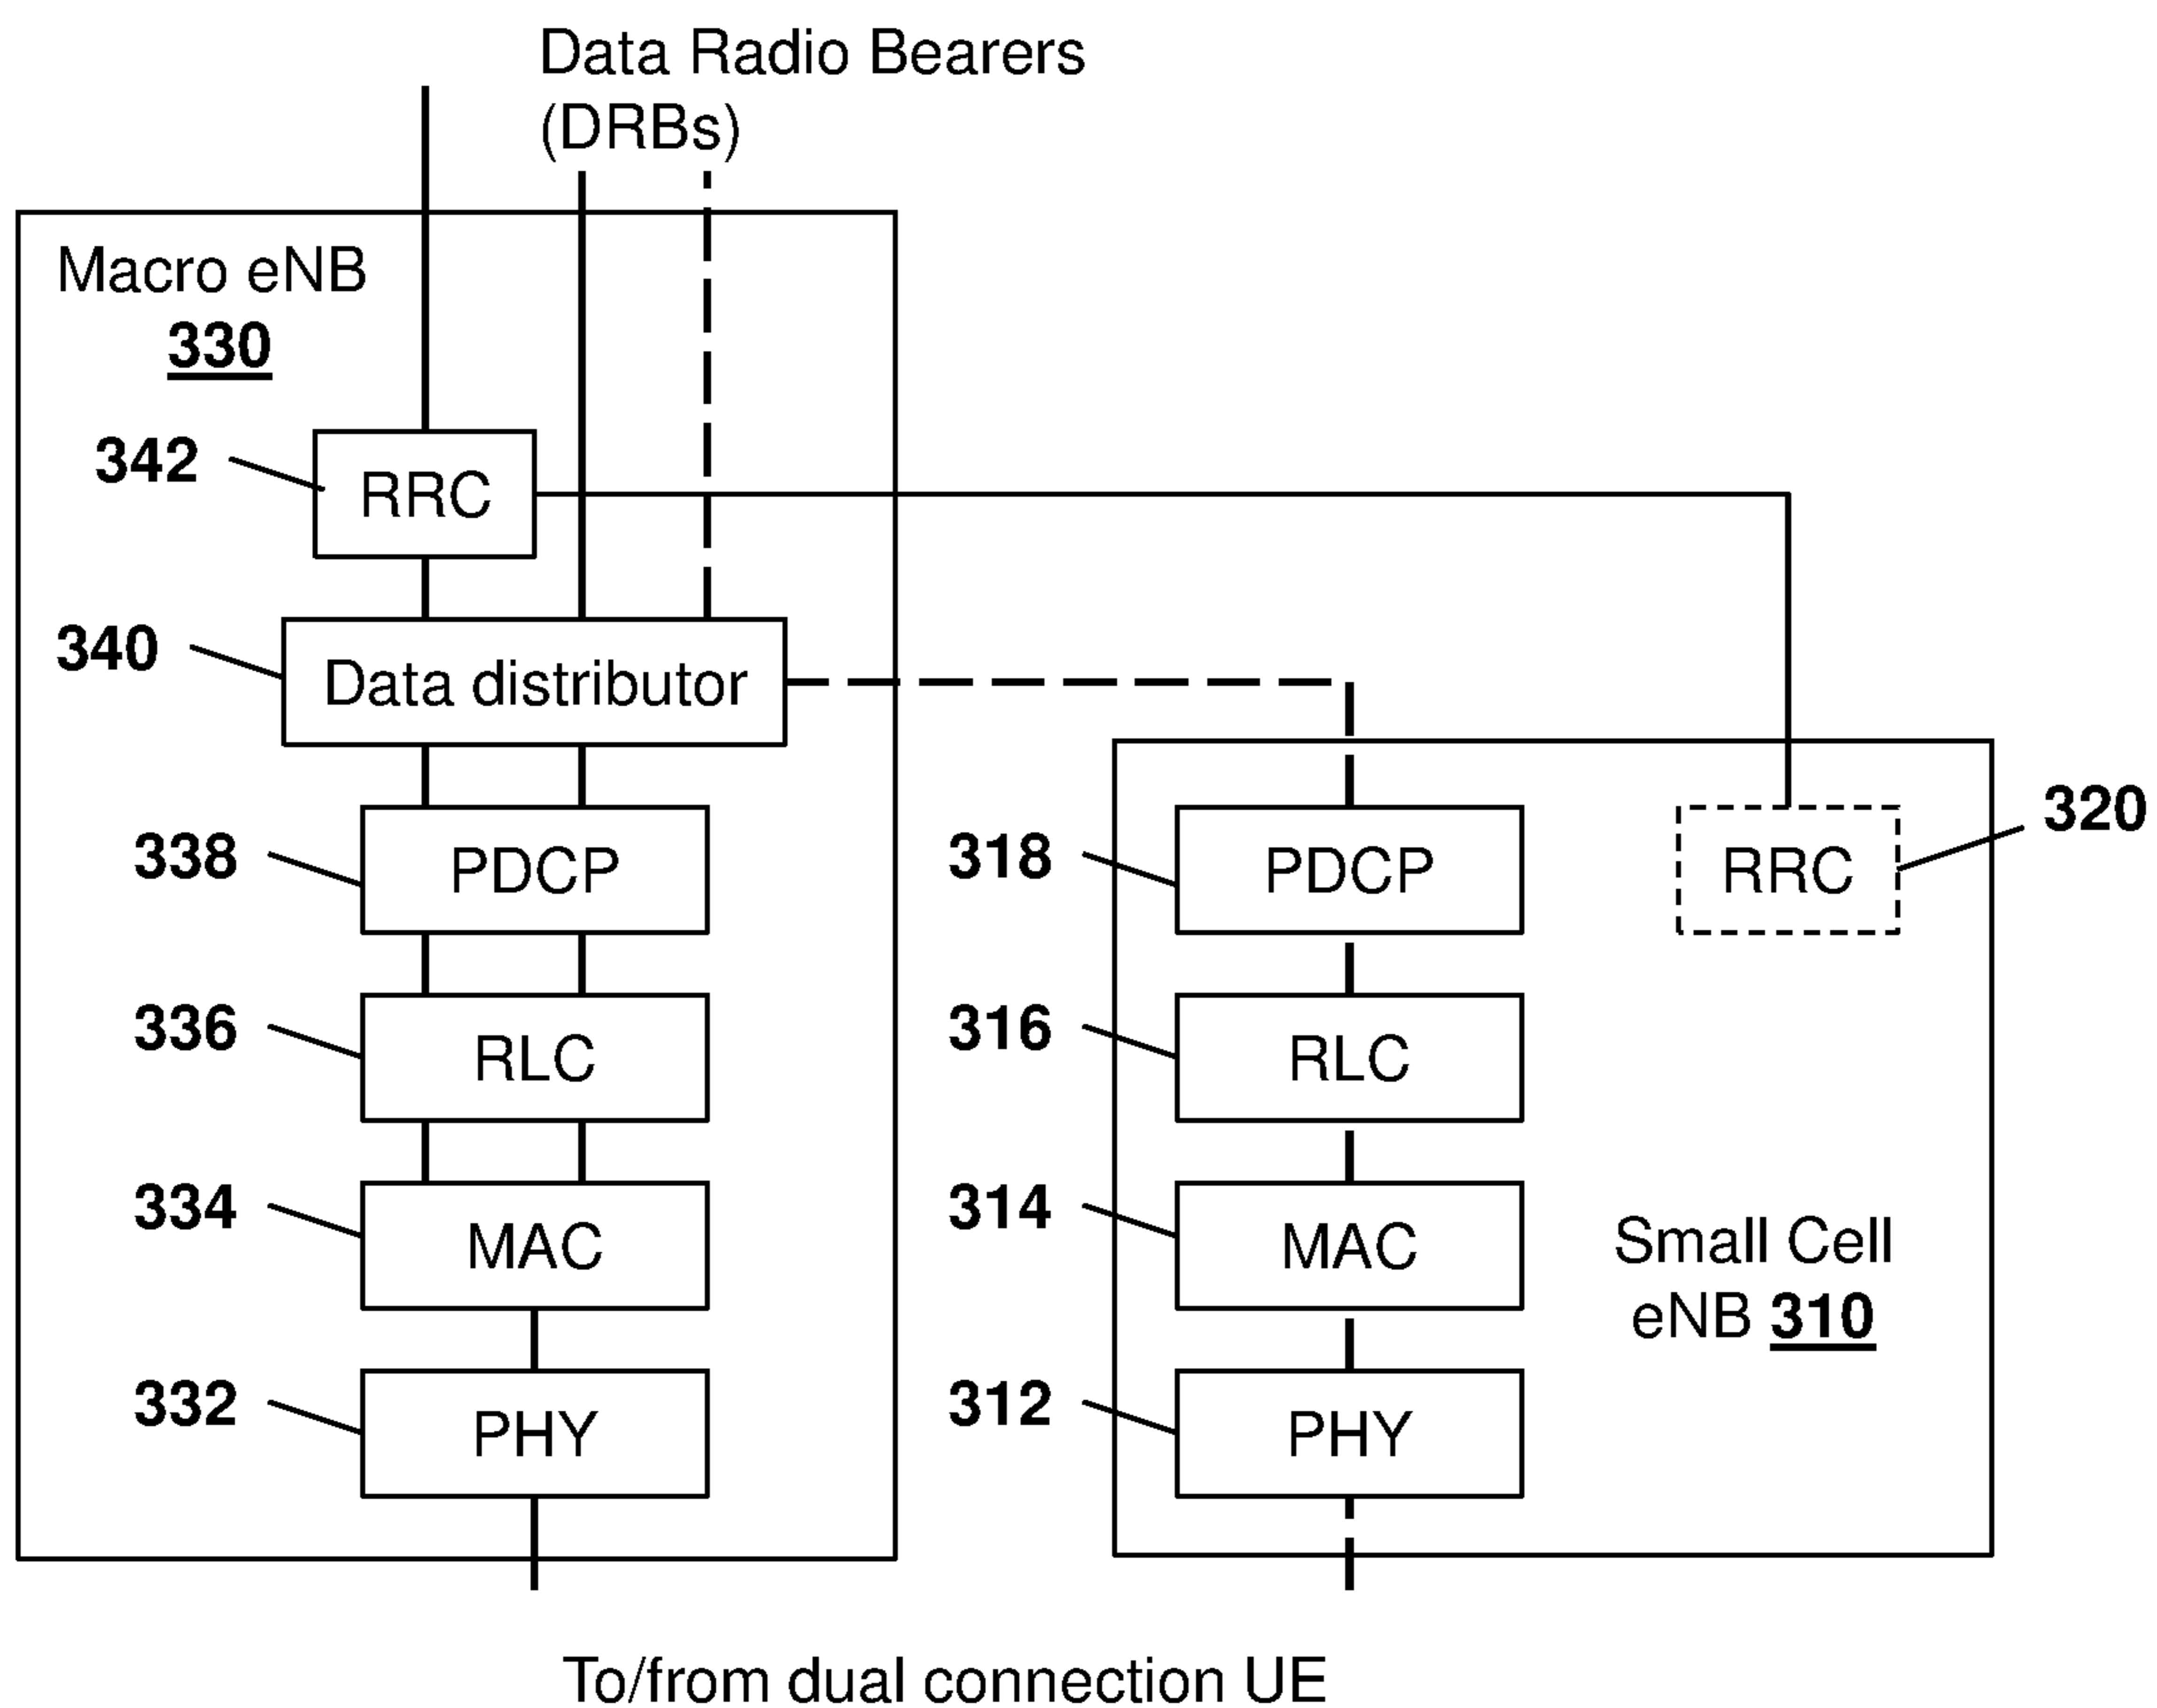 Data Radio Bearers
(DRBs)
Macro eNB
330
342
RRC
340
Data distributor
338
PDCP
318
PDCP
RRC
320
336
RLC
316
RLC
334
MAC
314
MAC
Small Cell
eNB 310
332
PHY
312
PHY
To/from dual connection UE